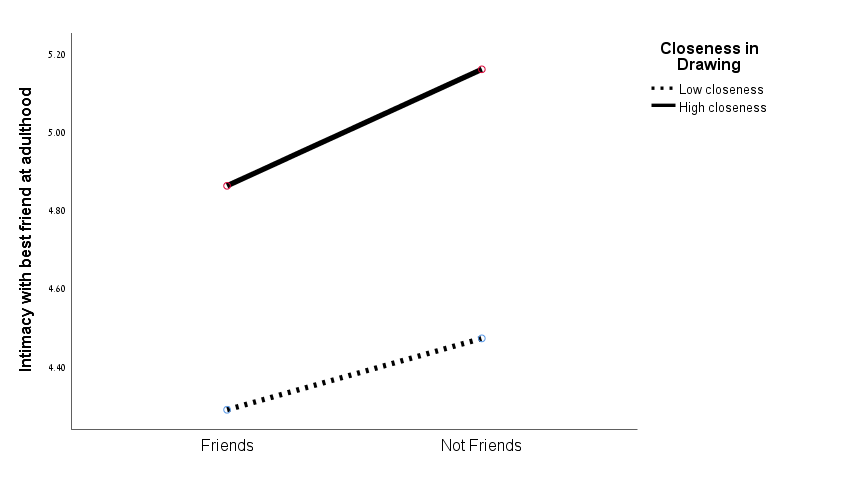 Intimacy with best friend at adulthood
5.20
5.00
4.80
4.60
4.40
Friends
Not Friends
Closeness in
Drawing
Low closeness
High closeness